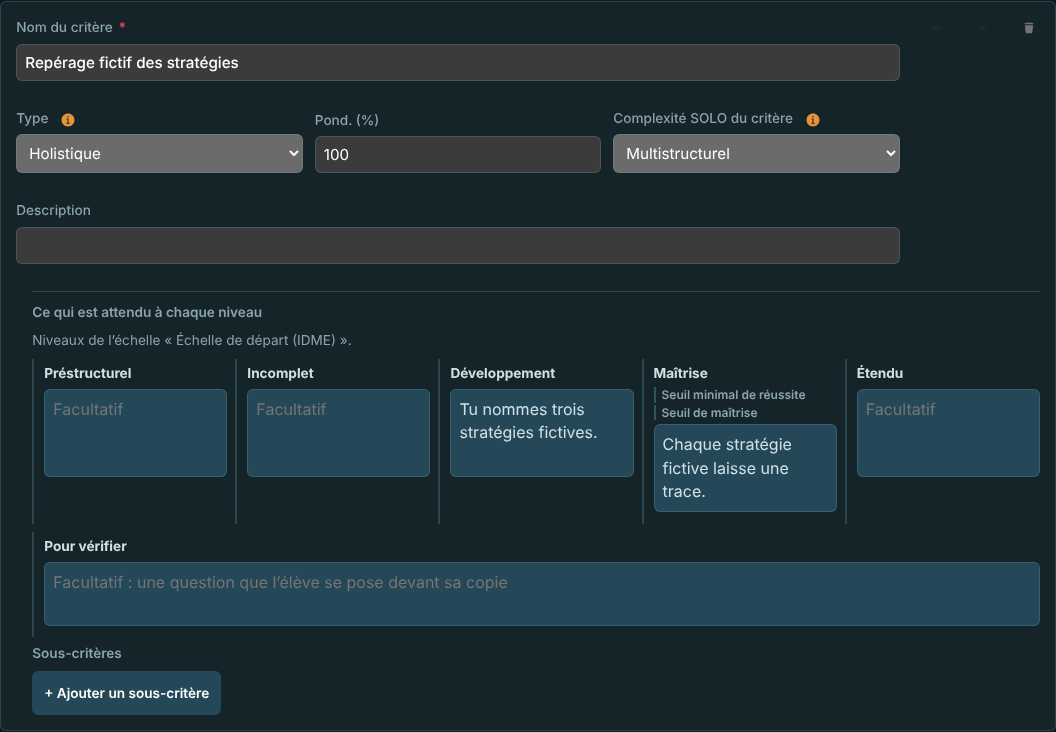 Nom du critère *
Repérage fictif des stratégies
Type
Pond. (%)
Complexité SOLO du critère
Holistique
100
Multistructurel
Description
Ce qui est attendu à chaque niveau
Niveaux de l'échelle « Échelle de départ (IDME) ».
Préstructurel
Facultatif
Incomplet
Facultatif
Développement
Tu nommes trois
stratégies fictives.
Maîtrise
Seuil minimal de réussite
Seuil de maîtrise
Chaque stratégie
fictive laisse une
trace.
Étendu
Facultatif
Pour vérifier
Facultatif : une question que l'élève se pose devant sa copie
Sous-critères
+ Ajouter un sous-critère